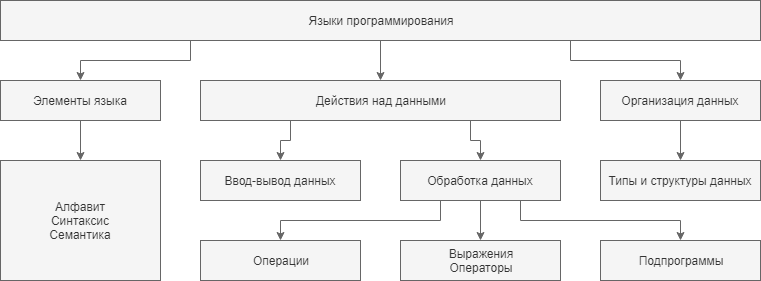 Языки программирования
Элементы языка
Действия над данными
Организация данных
Алфавит
Синтаксис
Семантика
Ввод-вывод данных
Обработка данных
Типы и структуры данных
Операции
Выражения
Операторы
Подпрограммы